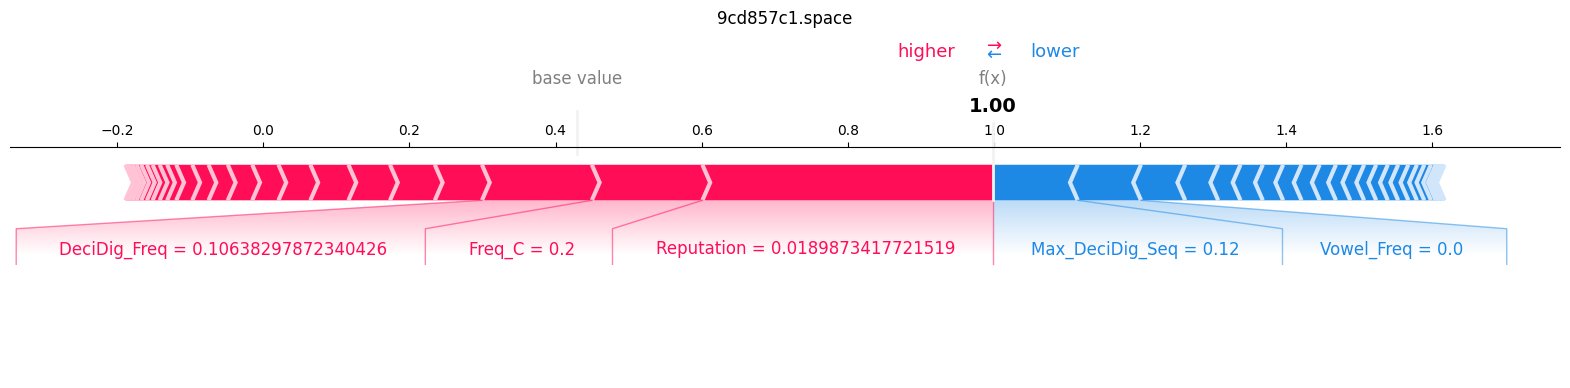 9cd857c1.space
higher ⇄ lower
base value f(x)
1.00
−0.2 0.0 0.2 0.4 0.6 0.8 1.0 1.2 1.4 1.6
DeciDig_Freq = 0.10638297872340426 Freq_C = 0.2 Reputation = 0.0189873417721519 Max_DeciDig_Seq = 0.12 Vowel_Freq = 0.0